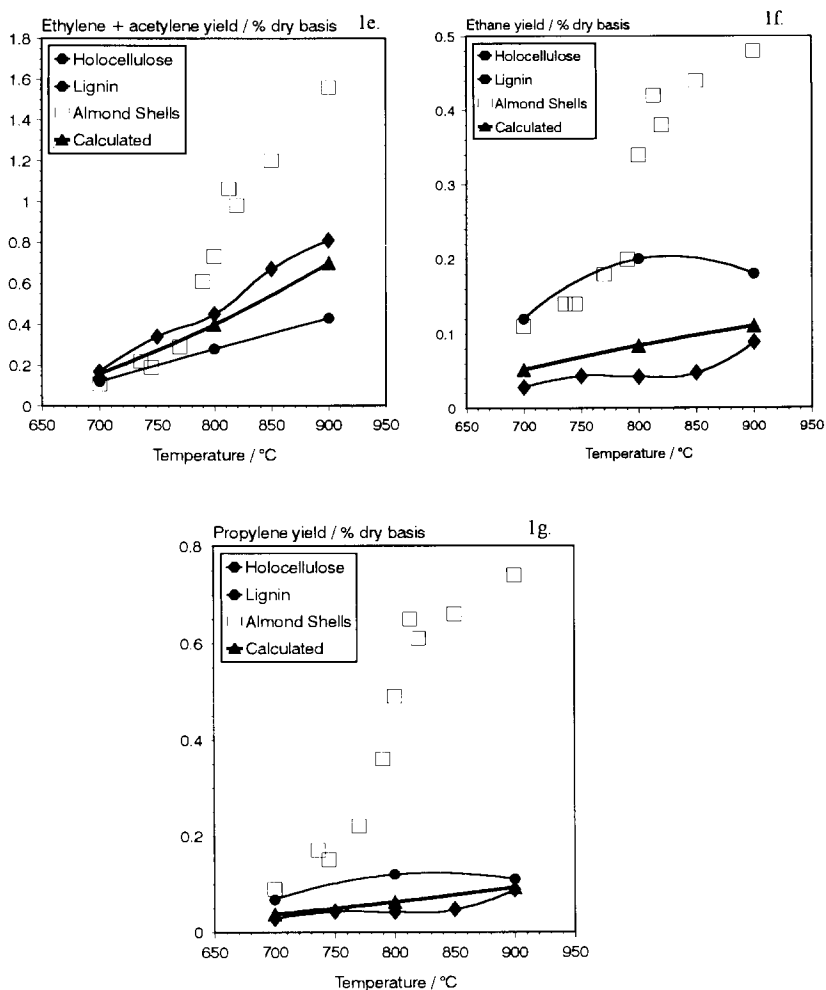 Ethylene + acetylene yield / % dry basis 1e.
1.8
1.6
1.4
1.2
1
0.8
0.6
0.4
0.2
0
Holocellulose
Lignin
Almond Shells
Calculated
650 700 750 800 850 900 950
Temperature / °C
Ethane yield / % dry basis 1f.
0.5
0.4
0.3
0.2
0.1
0
Holocellulose
Lignin
Almond Shells
Calculated
650 700 750 800 850 900 950
Temperature / °C
Propylene yield / % dry basis 1g.
0.8
0.6
0.4
0.2
0
Holocellulose
Lignin
Almond Shells
Calculated
650 700 750 800 850 900 950
Temperature / °C